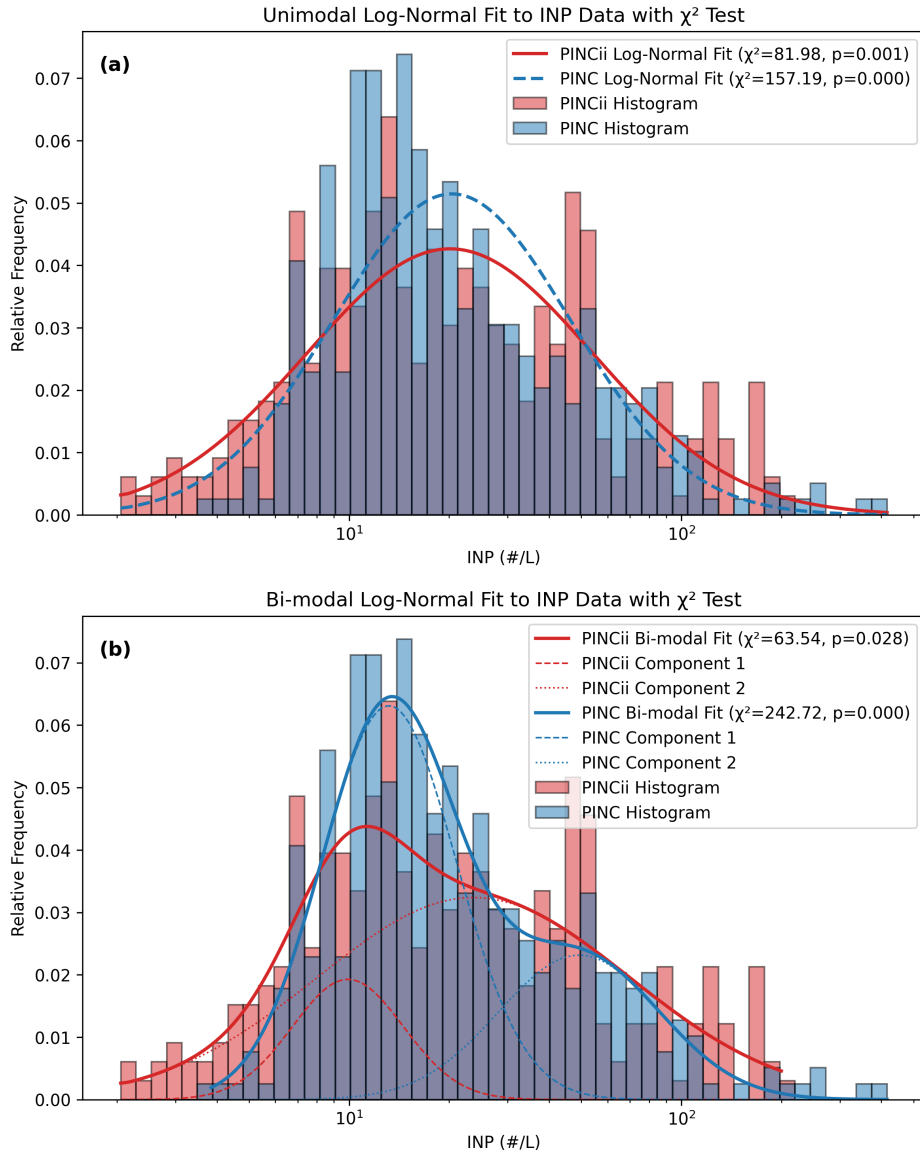 Unimodal Log-Normal Fit to INP Data with χ² Test
(a)
PINCii Log-Normal Fit (χ²=81.98, p=0.001)
PINC Log-Normal Fit (χ²=157.19, p=0.000)
PINCii Histogram
PINC Histogram
0.07
0.06
0.05
0.04
0.03
0.02
0.01
0.00
Relative Frequency
10¹
10²
INP (#/L)
Bi-modal Log-Normal Fit to INP Data with χ² Test
(b)
PINCii Bi-modal Fit (χ²=63.54, p=0.028)
PINCii Component 1
PINCii Component 2
PINC Bi-modal Fit (χ²=242.72, p=0.000)
PINC Component 1
PINC Component 2
PINCii Histogram
PINC Histogram
0.07
0.06
0.05
0.04
0.03
0.02
0.01
0.00
Relative Frequency
10¹
10²
INP (#/L)